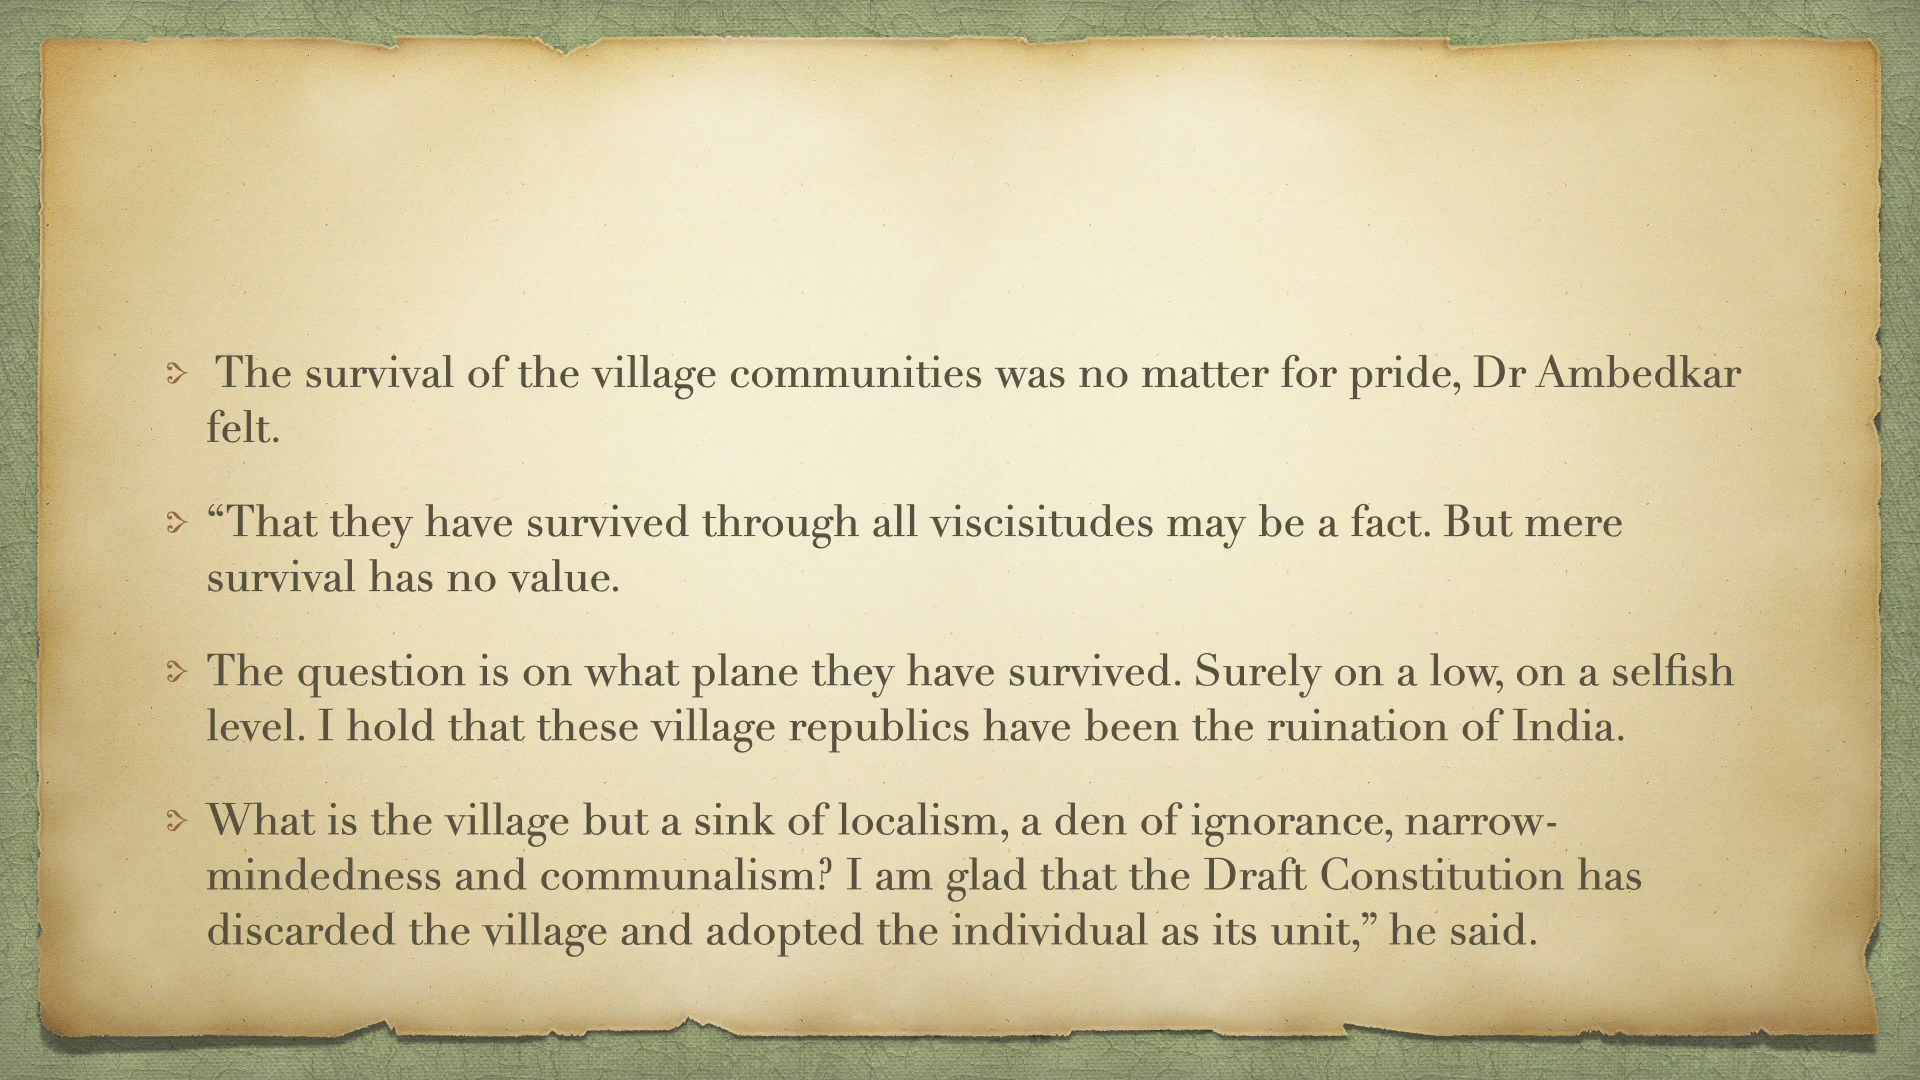 The survival of the village communities was no matter for pride, Dr Ambedkar
felt.
“That they have survived through all viscisitudes may be a fact. But mere
survival has no value.
The question is on what plane they have survived. Surely on a low, on a selfish
level. I hold that these village republics have been the ruination of India.
What is the village but a sink of localism, a den of ignorance, narrow-
mindedness and communalism? I am glad that the Draft Constitution has
discarded the village and adopted the individual as its unit,” he said.